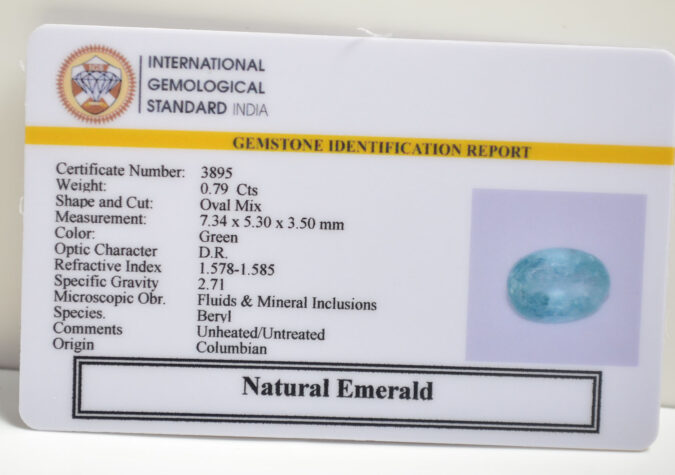 INTERNATIONAL
GEMOLOGICAL
STANDARD INDIA
GEMSTONE IDENTIFICATION REPORT
Certificate Number: 3895
Weight: 0.79 Cts
Shape and Cut: Oval Mix
Measurement: 7.34 x 5.30 x 3.50 mm
Color: Green
Optic Character D.R.
Refractive Index 1.578-1.585
Specific Gravity 2.71
Microscopic Obr. Fluids & Mineral Inclusions
Species. Beryl
Comments Unheated/Untreated
Origin Columbian
Natural Emerald